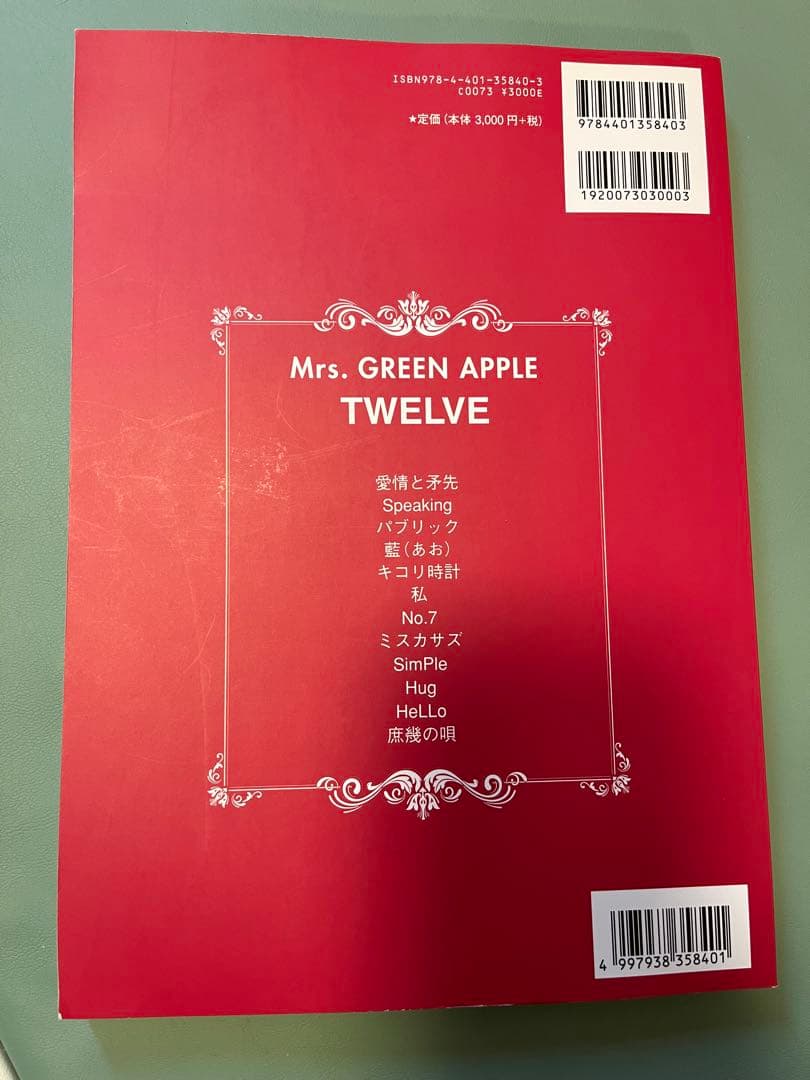 ISBN978-4-401-35840-3
C0073 ¥3000E
★定価(本体 3,000 円+税)
9784401358403
1920073030003
Mrs. GREEN APPLE
TWELVE
愛情と矛先
Speaking
パブリック
藍(あお)
キコリ時計
私
No.7
ミスカサズ
SimPle
Hug
HeLLo
庶幾の唄
4 997938 358401